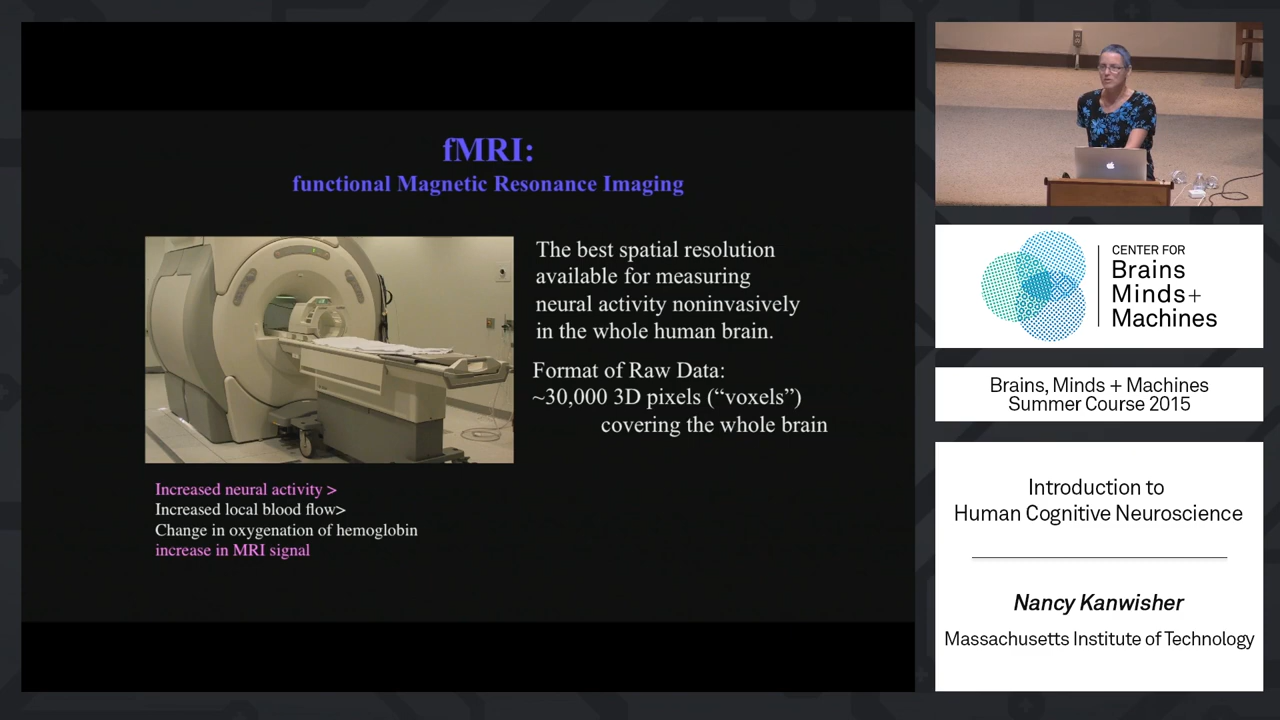 fMRI:
functional Magnetic Resonance Imaging
The best spatial resolution
available for measuring
neural activity noninvasively
in the whole human brain.
Format of Raw Data:
~30,000 3D pixels (“voxels”)
covering the whole brain
Increased neural activity >
Increased local blood flow>
Change in oxygenation of hemoglobin
increase in MRI signal
CENTER FOR
Brains
Minds+
Machines
Brains, Minds + Machines
Summer Course 2015
Introduction to
Human Cognitive Neuroscience
Nancy Kanwisher
Massachusetts Institute of Technology